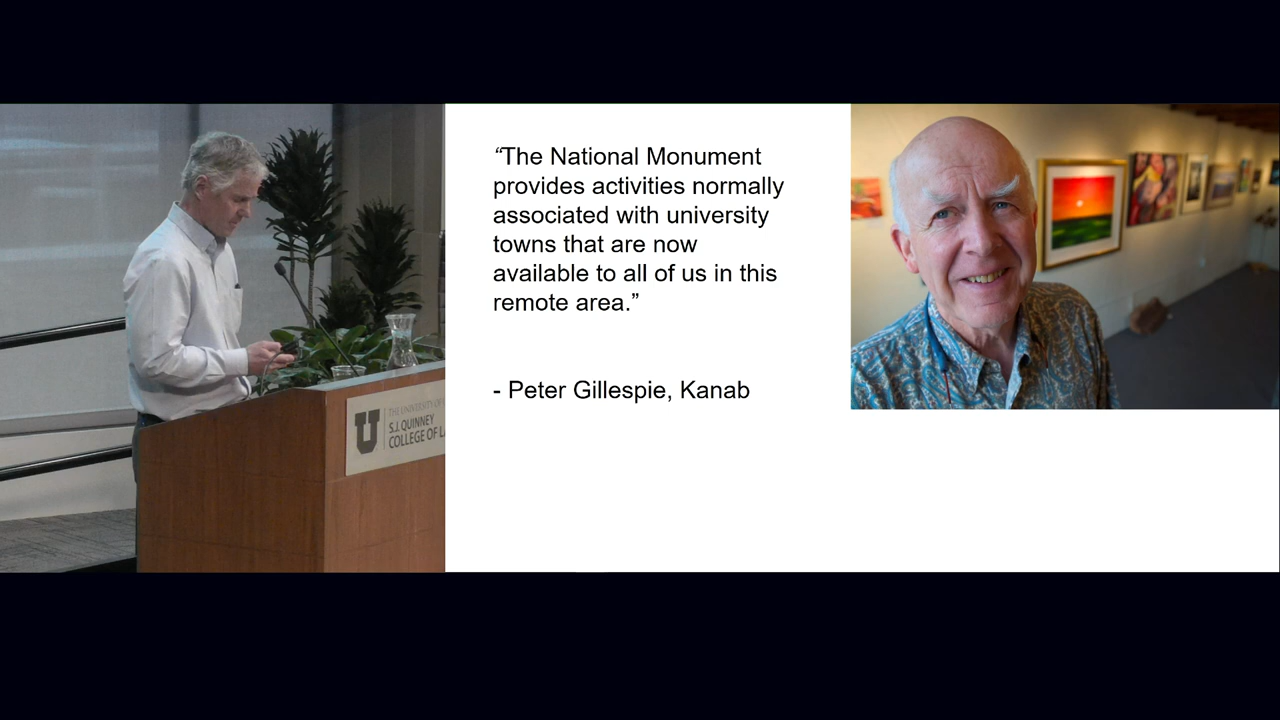 THE UNIVERSITY OF
S.J. QUINNEY
COLLEGE OF
U
“The National Monument
provides activities normally
associated with university
towns that are now
available to all of us in this
remote area.”
- Peter Gillespie, Kanab